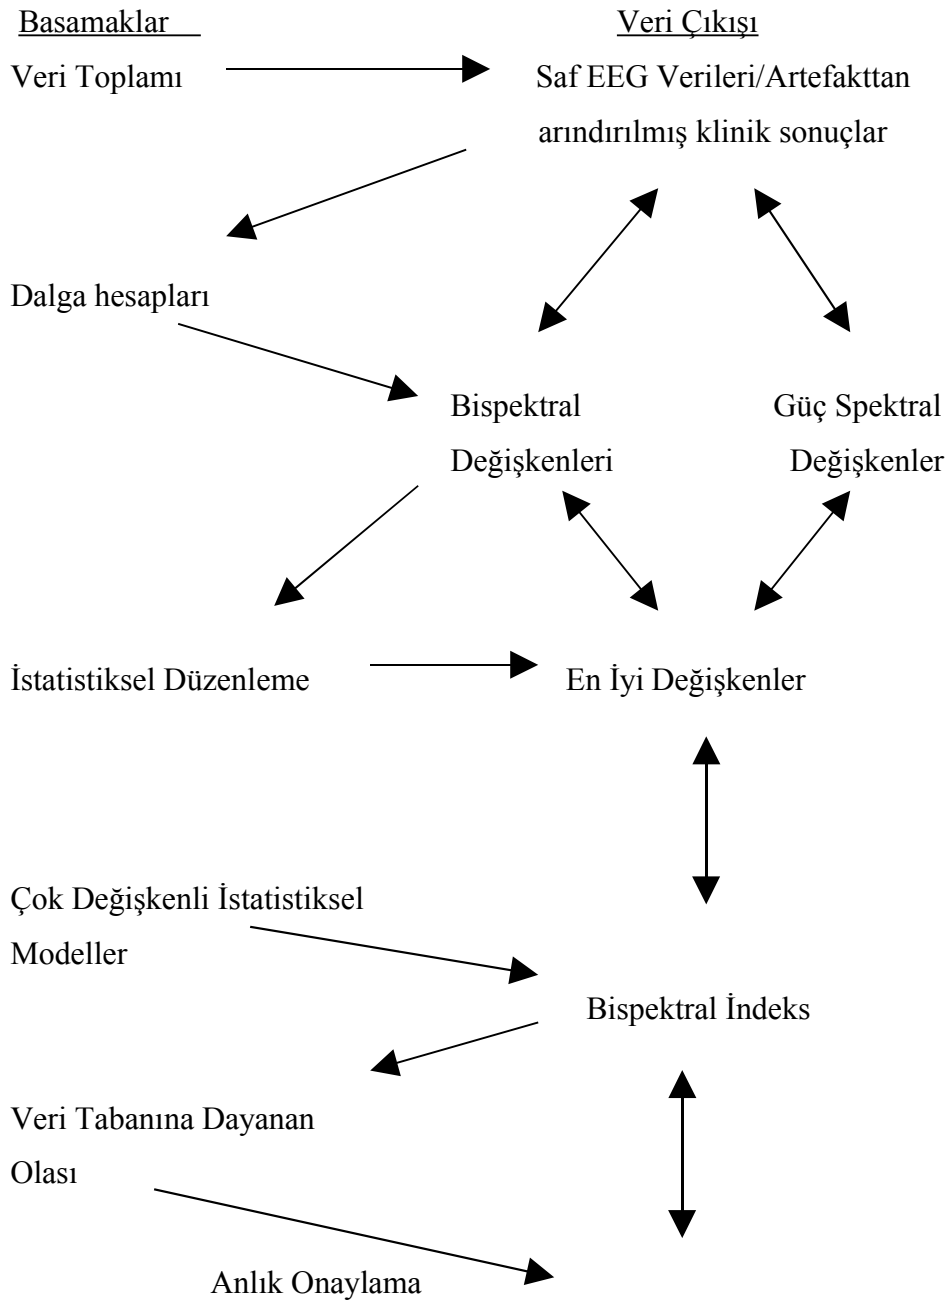 Basamaklar
Veri Çıkışı
Veri Toplamı
Saf EEG Verileri/Artefakttan
arındırılmış klinik sonuçlar
Dalga hesapları
Bispektral
Değişkenleri
Güç Spektral
Değişkenler
İstatistiksel Düzenleme
En İyi Değişkenler
Çok Değişkenli İstatistiksel
Modeller
Bispektral İndeks
Veri Tabanına Dayanan
Olası
Anlık Onaylama